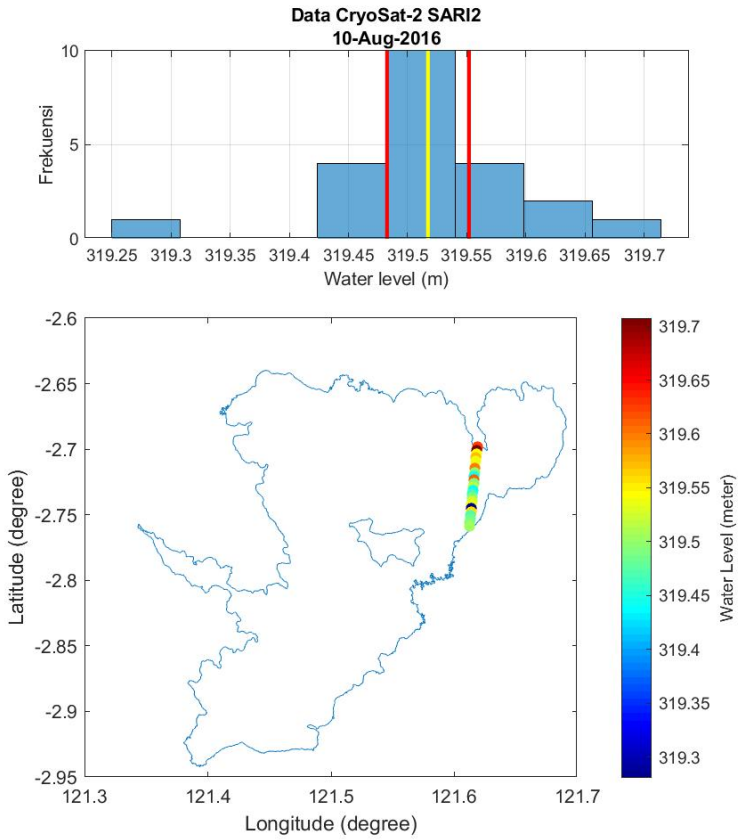 Data CryoSat-2 SARI2
10-Aug-2016
10
5
0
Frekuensi
319.25 319.3 319.35 319.4 319.45 319.5 319.55 319.6 319.65 319.7
Water level (m)
-2.6
-2.65
-2.7
-2.75
-2.8
-2.85
-2.9
-2.95
Latitude (degree)
121.3 121.4 121.5 121.6 121.7
Longitude (degree)
319.7
319.65
319.6
319.55
319.5
319.45
319.4
319.35
319.3
Water Level (meter)